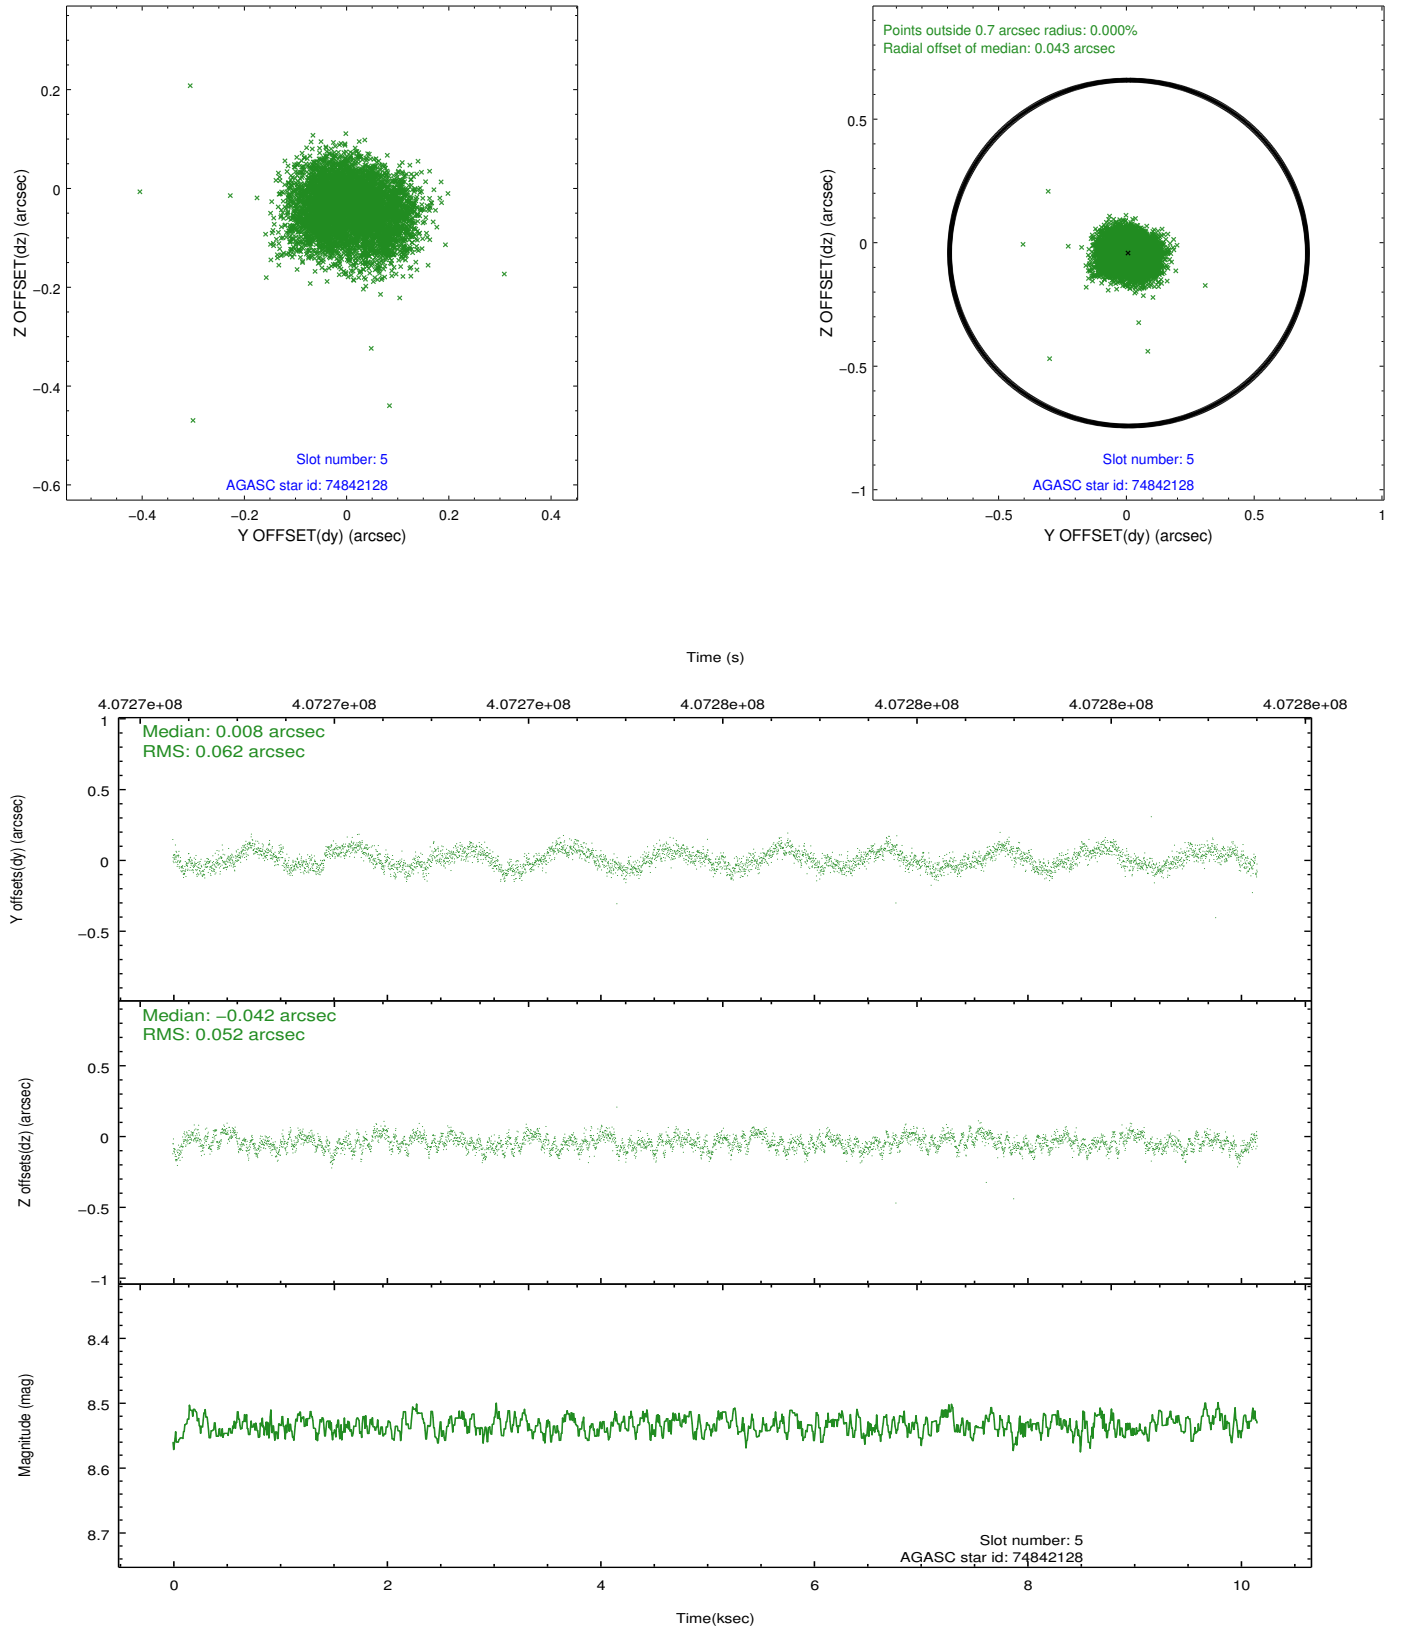 0.2
0
−0.2
−0.4
−0.6
Z OFFSET(dz) (arcsec)
Slot number: 5
AGASC star id: 74842128
−0.4 −0.2 0 0.2 0.4
Y OFFSET(dy) (arcsec)
Points outside 0.7 arcsec radius: 0.000%
Radial offset of median: 0.043 arcsec
0.5
0
−0.5
−1
Z OFFSET(dz) (arcsec)
Slot number: 5
AGASC star id: 74842128
−0.5 0 0.5 1
Y OFFSET(dy) (arcsec)
Time (s)
4.0727e+08 4.0727e+08 4.0727e+08 4.0728e+08 4.0728e+08 4.0728e+08 4.0728e+08
Median: 0.008 arcsec
RMS: 0.062 arcsec
1
0.5
0
−0.5
Y offsets(dy) (arcsec)
Median: −0.042 arcsec
RMS: 0.052 arcsec
0.5
0
−0.5
−1
Z offsets(dz) (arcsec)
8.4
8.5
8.6
8.7
Magnitude (mag)
Slot number: 5
AGASC star id: 74842128
0 2 4 6 8 10
Time(ksec)